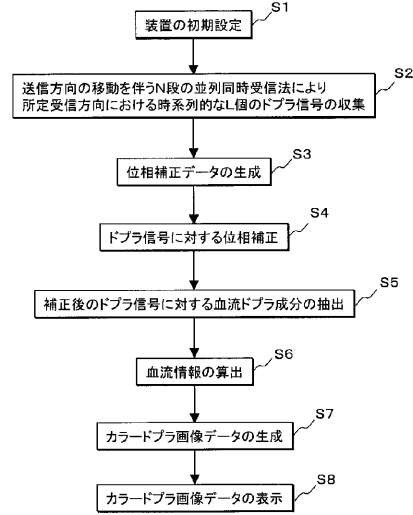 S1
装置の初期設定
S2
送信方向の移動を伴うN段の並列同時受信法により
所定受信方向における時系列的なL個のドプラ信号の収集
S3
位相補正データの生成
S4
ドプラ信号に対する位相補正
S5
補正後のドプラ信号に対する血流ドプラ成分の抽出
S6
血流情報の算出
S7
カラードプラ画像データの生成
S8
カラードプラ画像データの表示